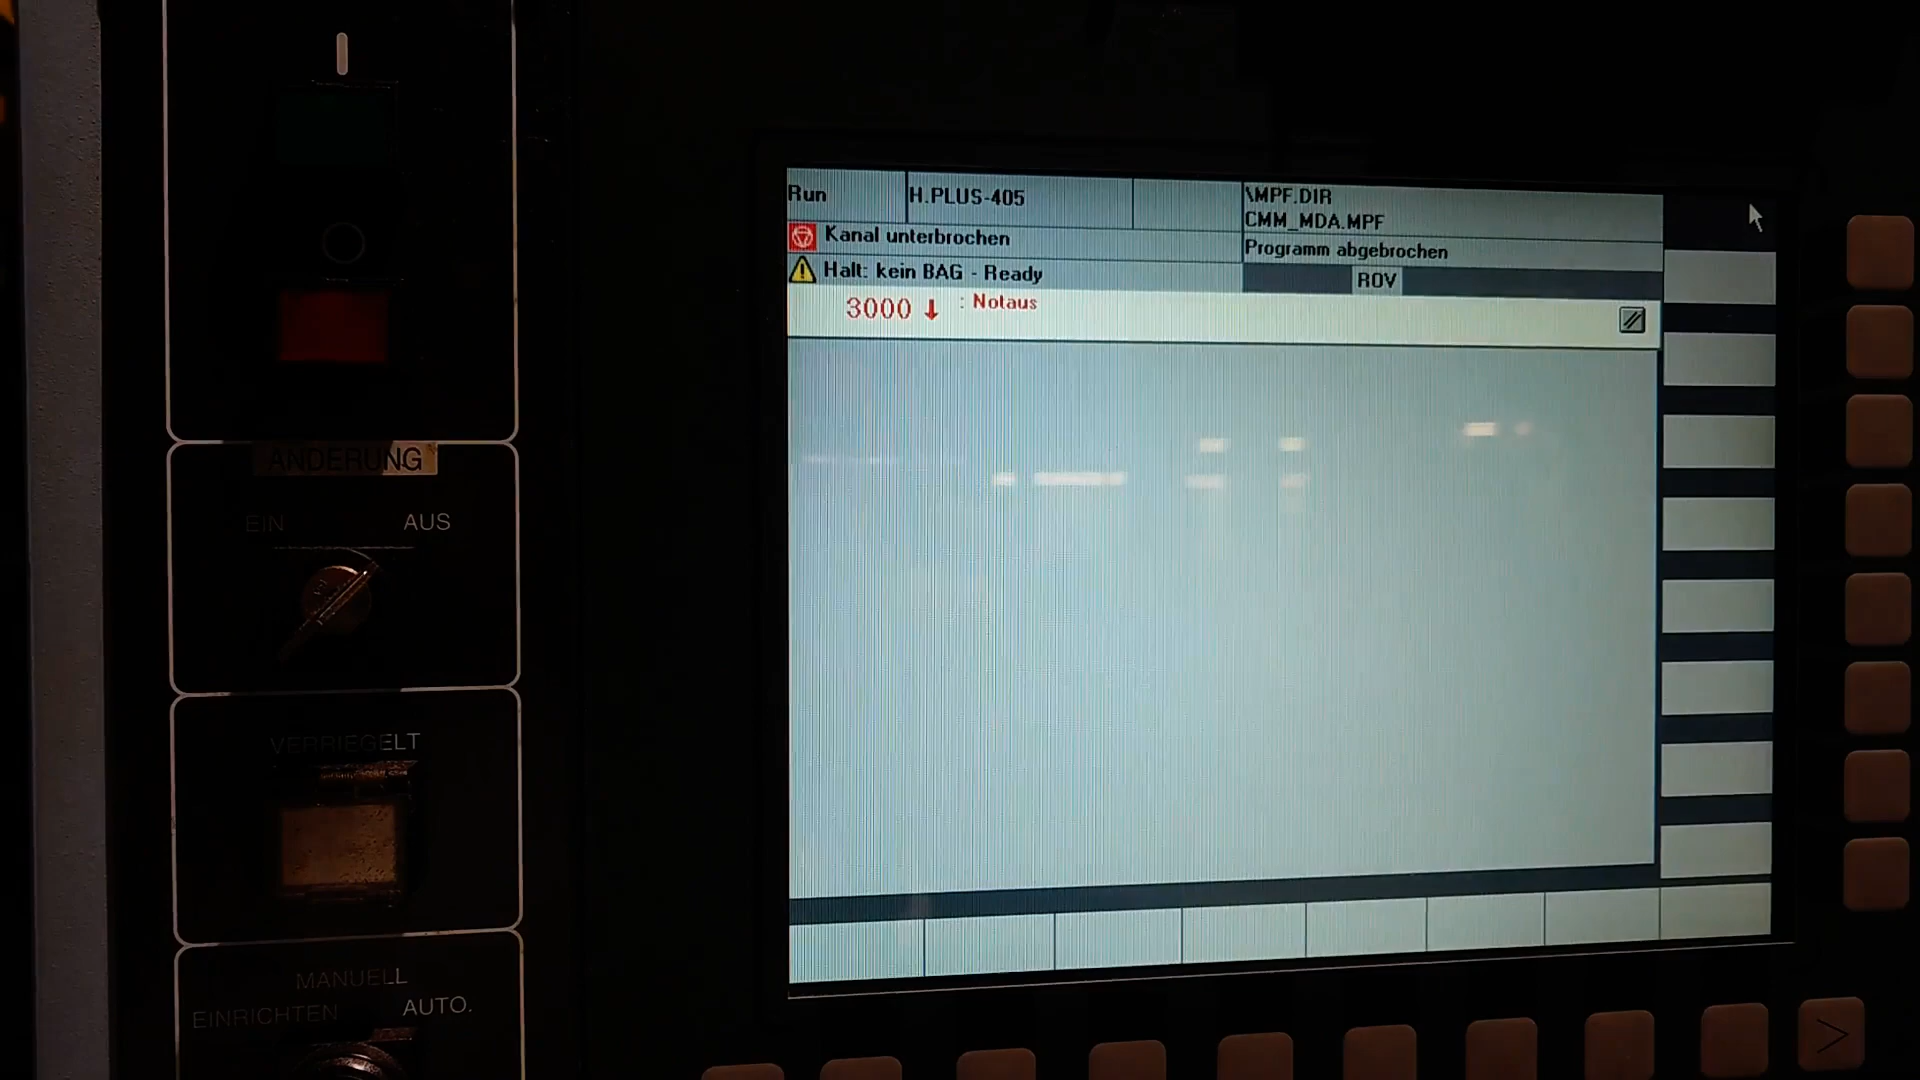 Run
H.PLUS-405
\MPF.DIR
CMM_MDA.MPF
Kanal unterbrochen
Programm abgebrochen
Halt: kein BAG - Ready
ROV
3000 ↓ : Notaus
ÄNDERUNG
EIN AUS
VERRIEGELT
MANUELL
EINRICHTEN AUTO.
>